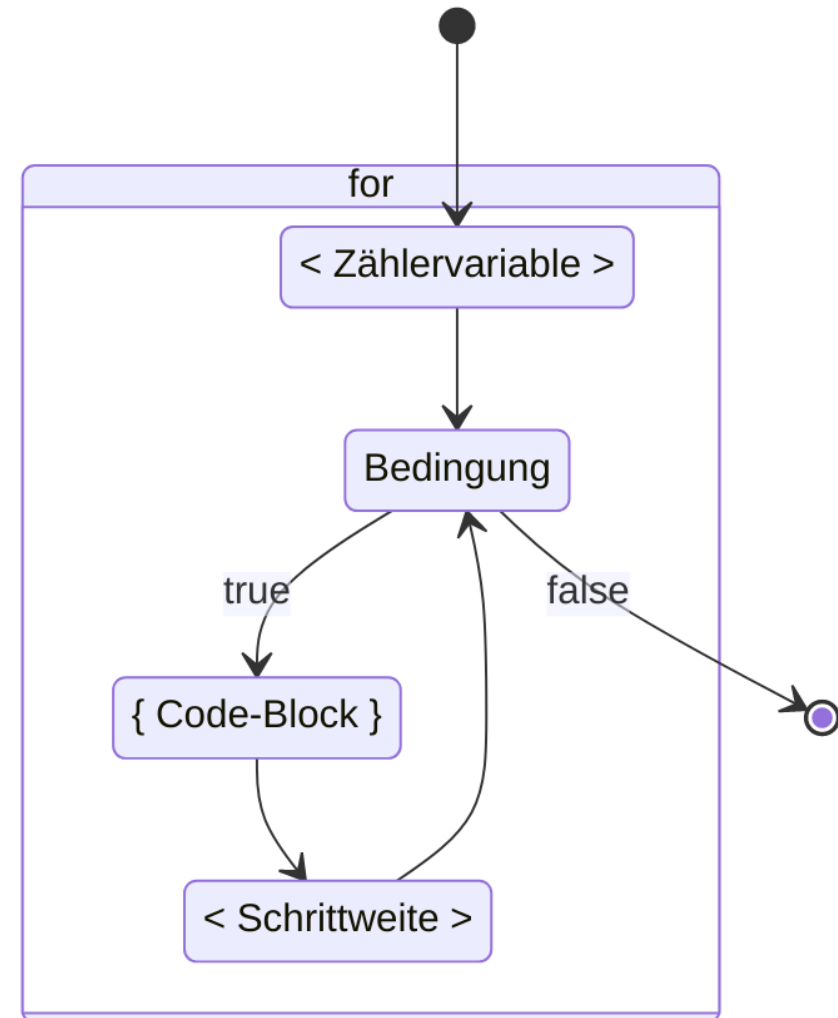 for
< Zählervariable >
Bedingung
true
false
{ Code-Block }
< Schrittweite >